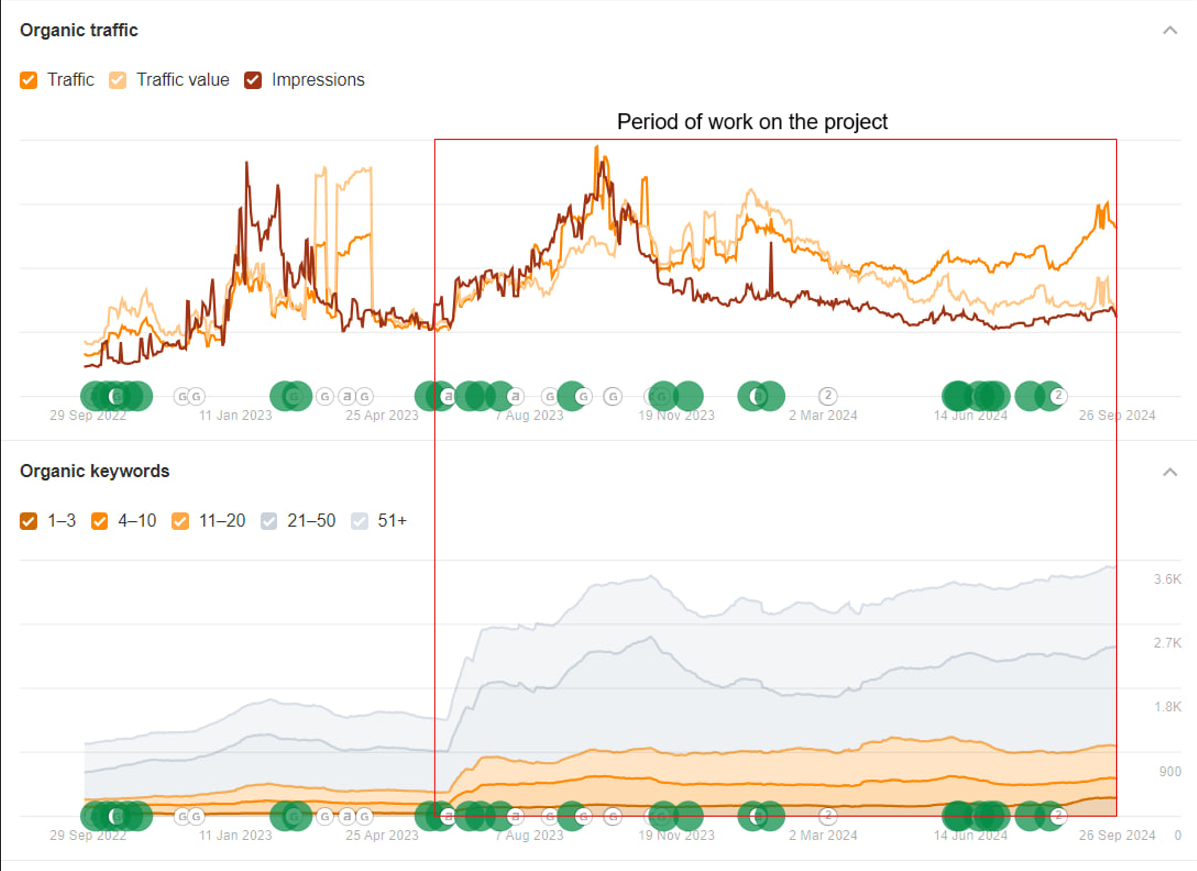 Organic traffic
Traffic Traffic value Impressions
Period of work on the project
G G G G G a G a a G G G G a 2 2
29 Sep 2022 11 Jan 2023 25 Apr 2023 7 Aug 2023 19 Nov 2023 2 Mar 2024 14 Jun 2024 26 Sep 2024
Organic keywords
1–3 4–10 11–20 21–50 51+
3.6K
2.7K
1.8K
900
G G G G G a G a a G G G G a 2 2
29 Sep 2022 11 Jan 2023 25 Apr 2023 7 Aug 2023 19 Nov 2023 2 Mar 2024 14 Jun 2024 26 Sep 2024 0